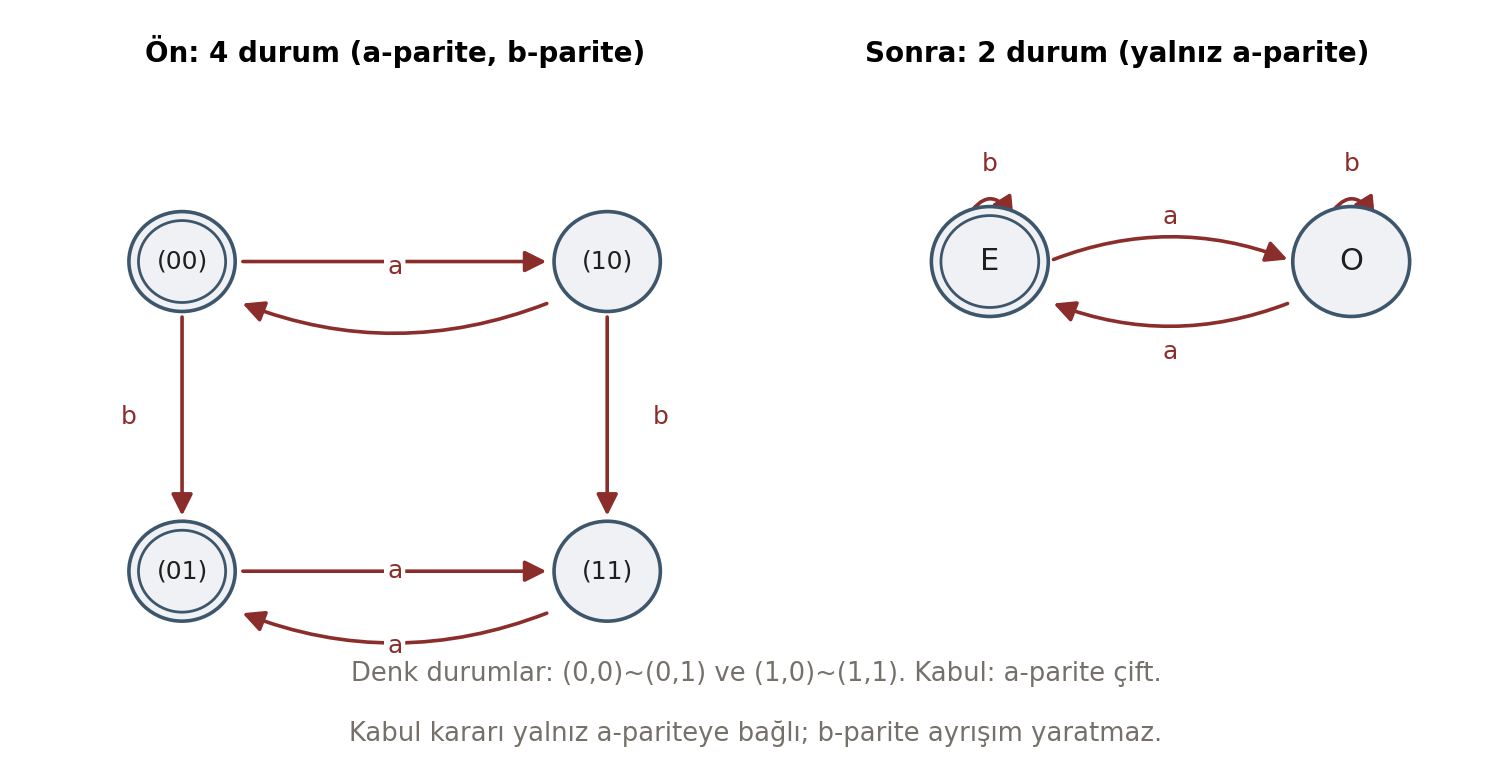 Ön: 4 durum (a-parite, b-parite)
(00)
a
(10)
b
b
(01)
a
(11)
a
Sonra: 2 durum (yalnız a-parite)
b
b
a
E
O
a
Denk durumlar: (0,0)~(0,1) ve (1,0)~(1,1). Kabul: a-parite çift.
Kabul kararı yalnız a-pariteye bağlı; b-parite ayrışım yaratmaz.